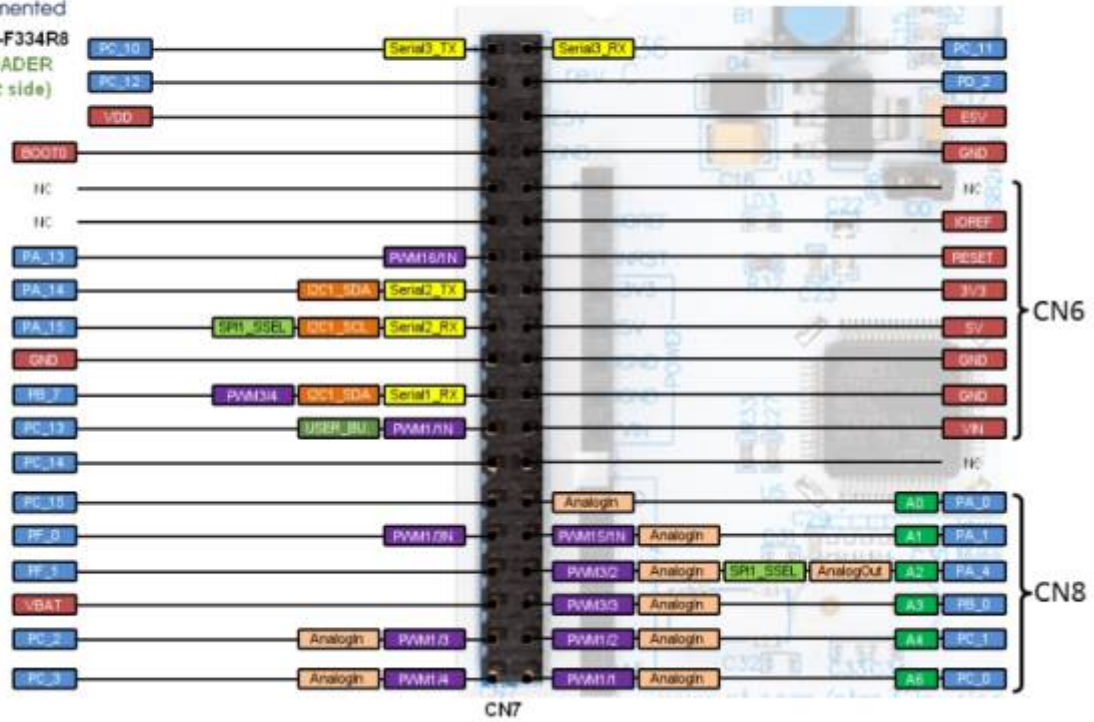 mented
-F334R8
ADER
t side)
PC_10 Serial3_TX Serial3_RX PC_11
PC_12 PD_2
VDD E5V
BOOT0 GND
NC NC
NC IOREF
PA_13 PWM16/1N RESET
PA_14 I2C1_SDA Serial2_TX 3V3
PA_15 SPI1_SSEL I2C1_SCL Serial2_RX 5V
CN6
GND GND
PB_7 PWM3/4 I2C1_SDA Serial1_RX GND
PC_13 USER_BU. PWM1/1N VIN
PC_14 NC
PC_15 AnalogIn A0 PA_0
PF_0 PWM1/3N PWM15/1N AnalogIn A1 PA_1
PF_1 PWM3/2 AnalogIn SPI1_SSEL AnalogOut A2 PA_4
CN8
VBAT PWM3/3 AnalogIn A3 PB_0
PC_2 AnalogIn PWM1/3 PWM1/2 AnalogIn A4 PC_1
PC_3 AnalogIn PWM1/4 PWM1/1 AnalogIn PC_0
CN7